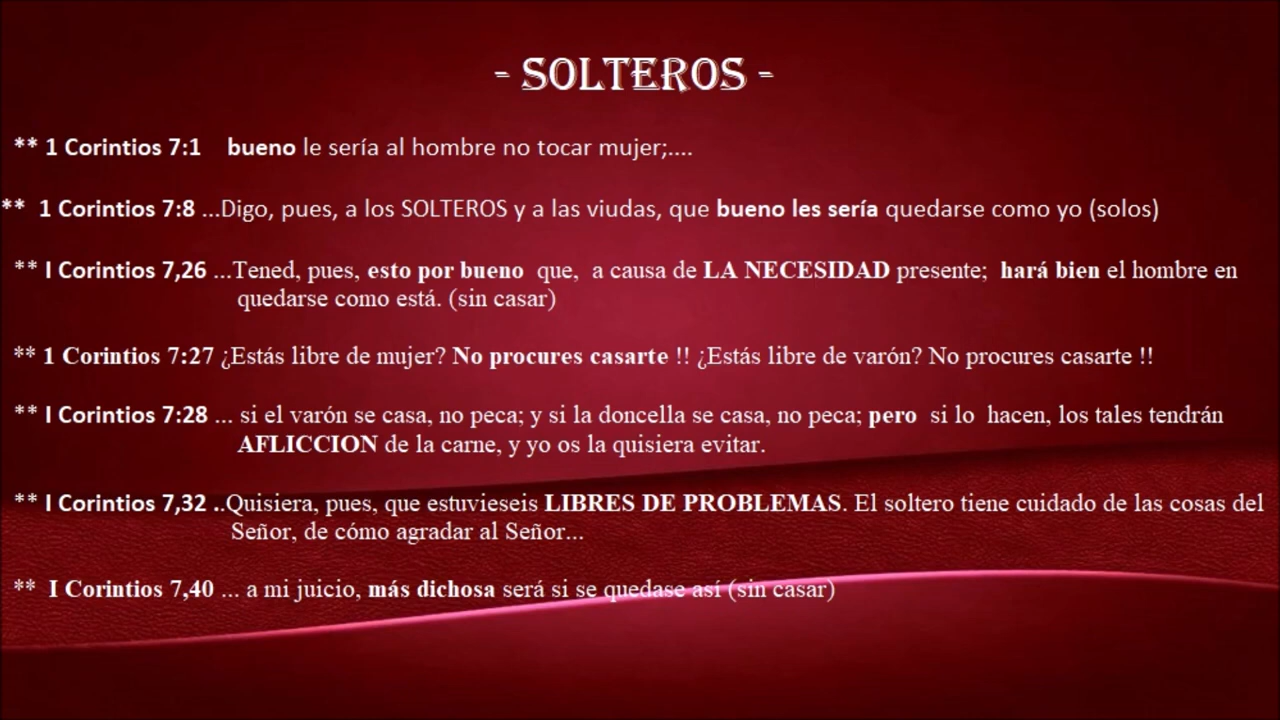 - SOLTEROS -
** 1 Corintios 7:1 bueno le sería al hombre no tocar mujer;....
** 1 Corintios 7:8 ...Digo, pues, a los SOLTEROS y a las viudas, que bueno les sería quedarse como yo (solos)
** I Corintios 7,26 ...Tened, pues, esto por bueno que, a causa de LA NECESIDAD presente; hará bien el hombre en
quedarse como está. (sin casar)
** 1 Corintios 7:27 ¿Estás libre de mujer? No procures casarte !! ¿Estás libre de varón? No procures casarte !!
** I Corintios 7:28 ... si el varón se casa, no peca; y si la doncella se casa, no peca; pero si lo hacen, los tales tendrán
AFLICCION de la carne, y yo os la quisiera evitar.
** I Corintios 7,32 ..Quisiera, pues, que estuvieseis LIBRES DE PROBLEMAS. El soltero tiene cuidado de las cosas del
Señor, de cómo agradar al Señor...
** I Corintios 7,40 ... a mi juicio, más dichosa será si se quedase así (sin casar)